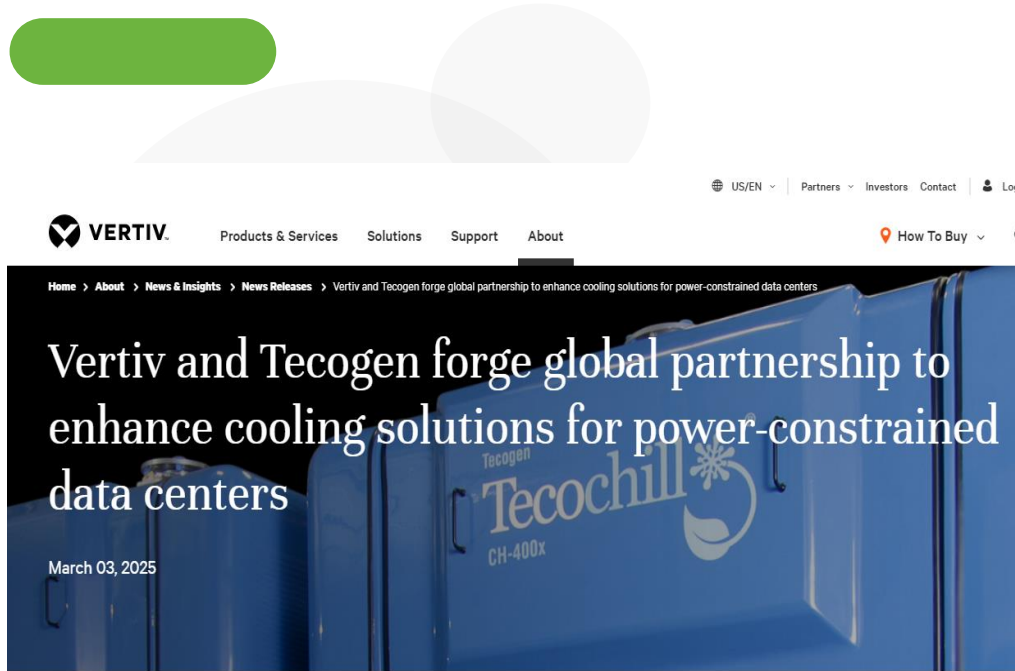 US/EN Partners Investors Contact
VERTIV.
Products & Services Solutions Support About How To Buy
Home > About > News & Insights > News Releases > Vertiv and Tecogen forge global partnership to enhance cooling solutions for power-constrained data centers
Vertiv and Tecogen forge global partnership to
enhance cooling solutions for power-constrained
data centers
March 03, 2025
Tecogen
Tecochill®
CH-400x